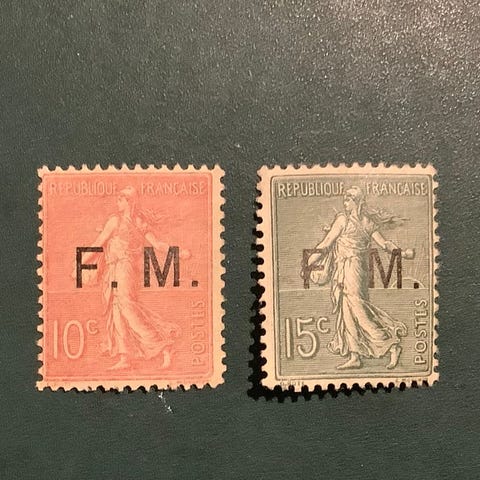 REPUBLIQUE FRANÇAISE
F. M.
10c
POSTES
REPUBLIQUE FRANÇAISE
F. M.
15c
POSTES